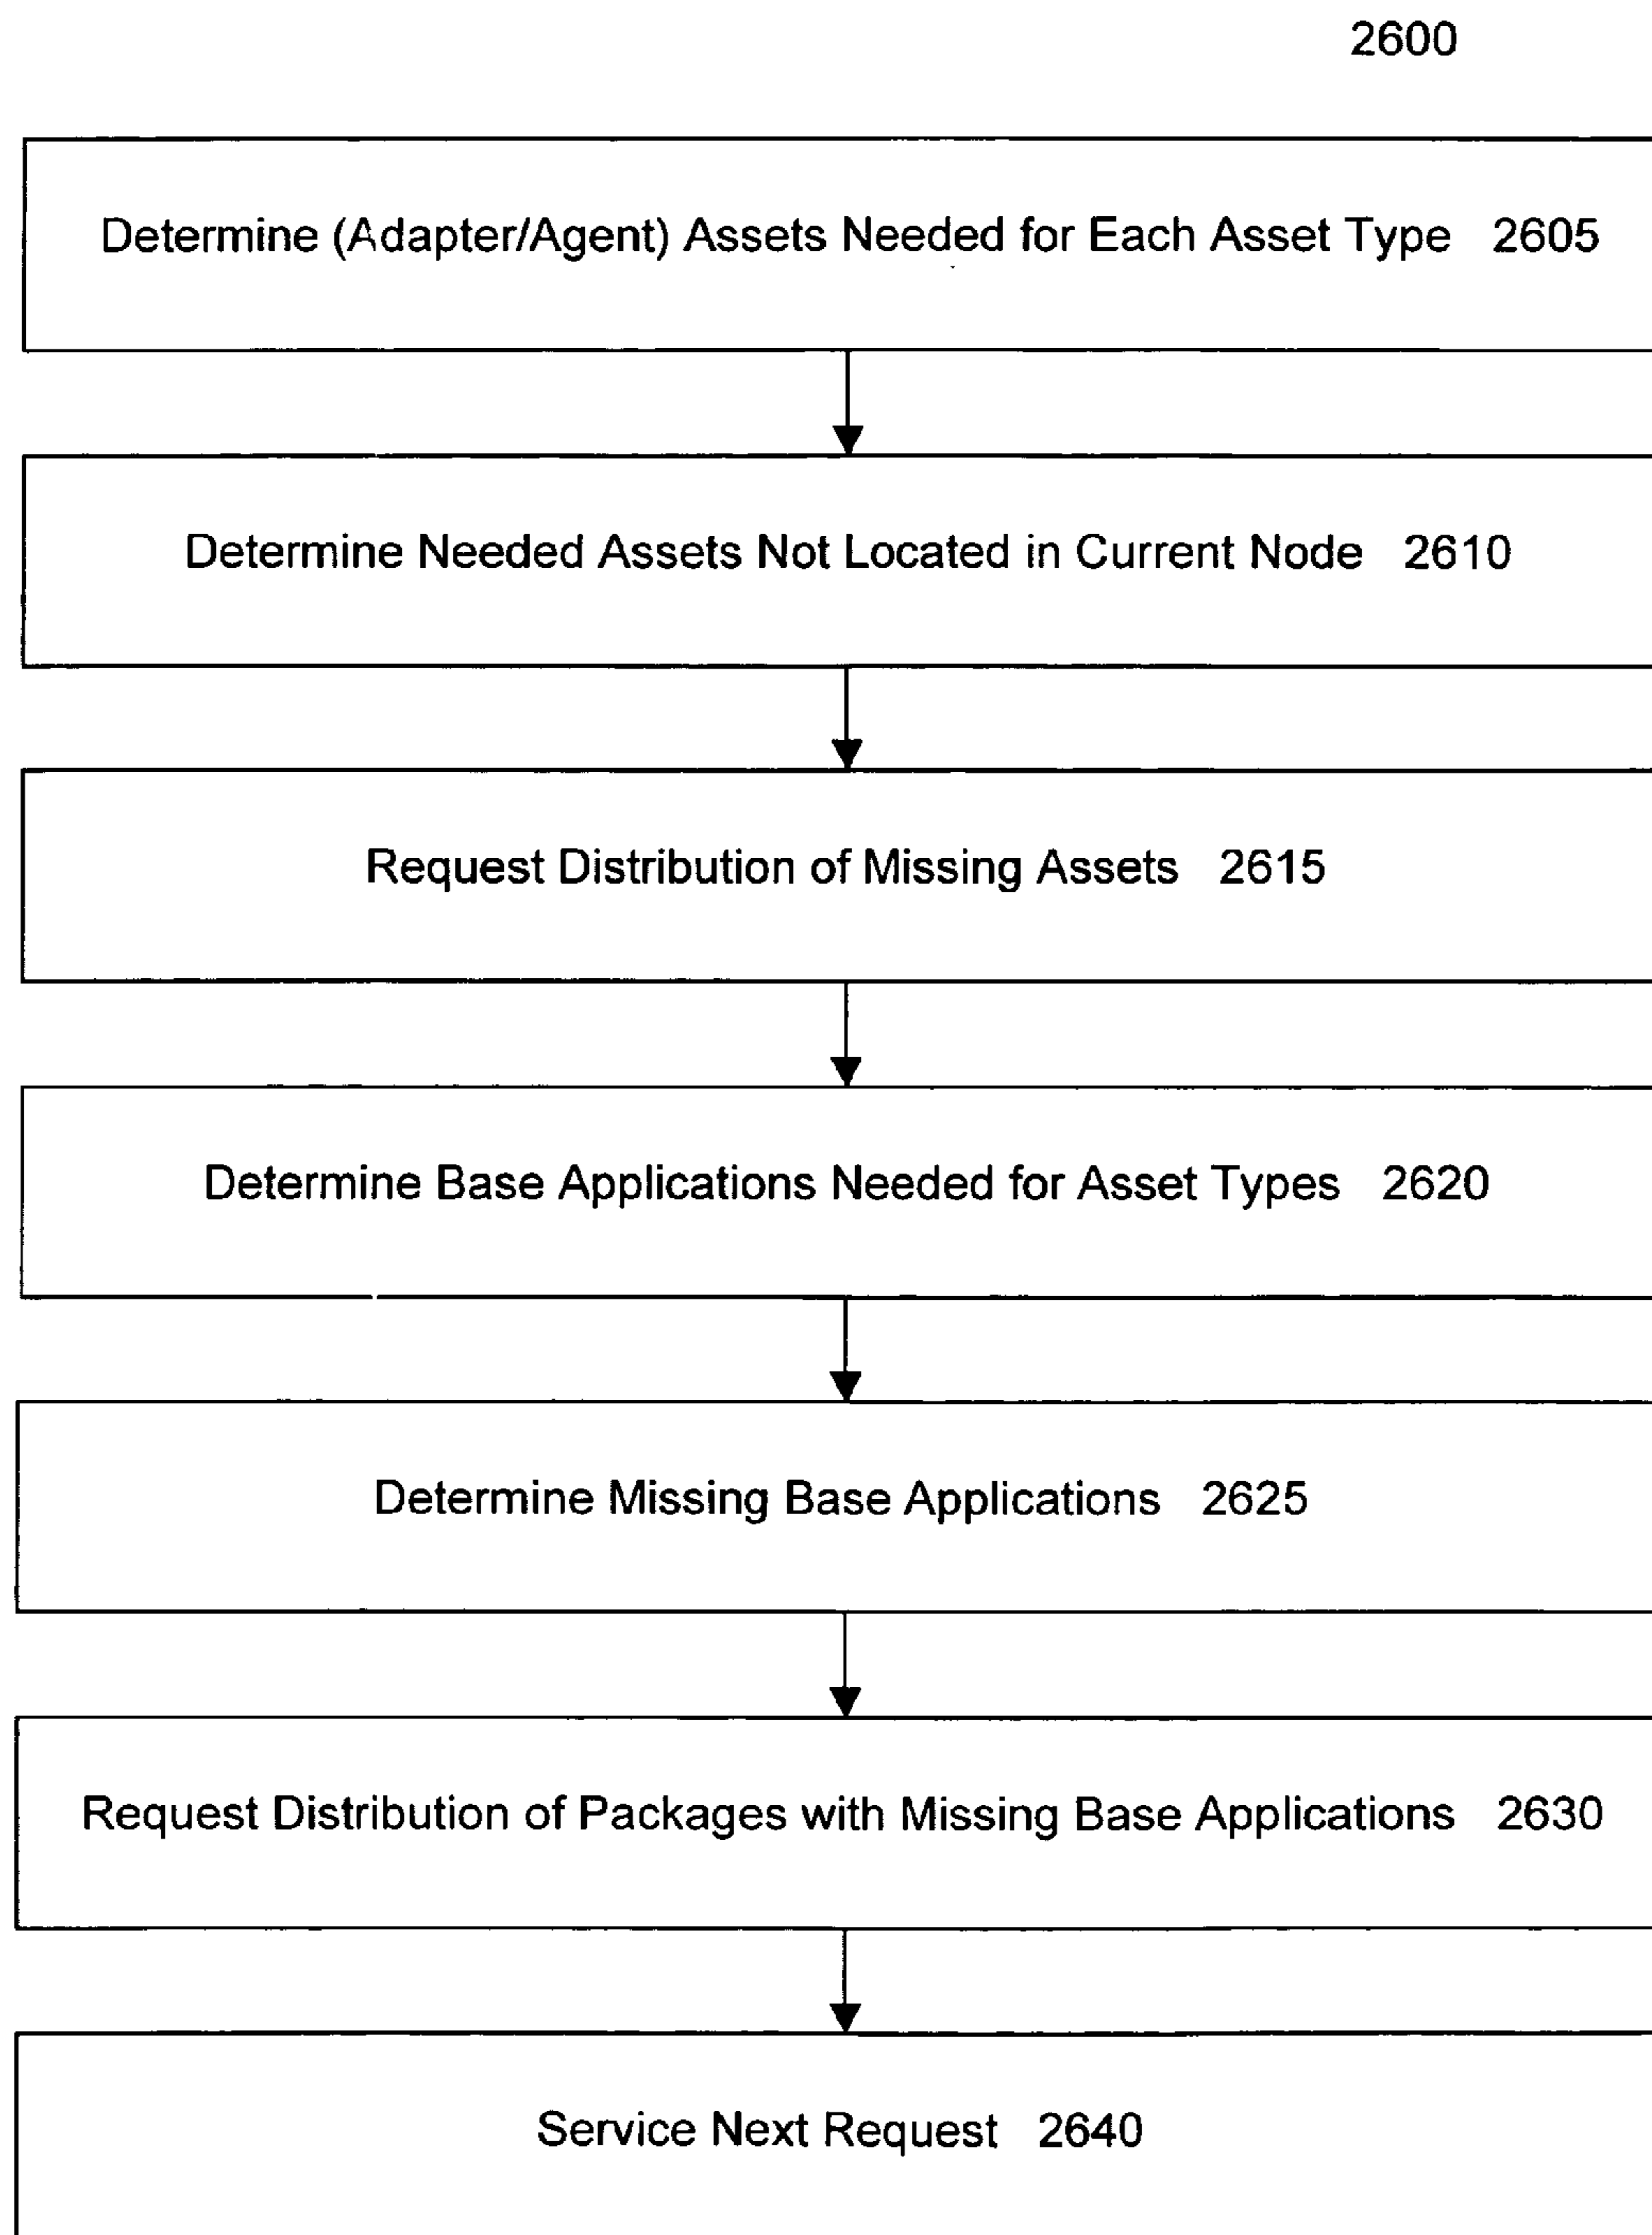 2600
Determine (Adapter/Agent) Assets Needed for Each Asset Type 2605
Determine Needed Assets Not Located in Current Node 2610
Request Distribution of Missing Assets 2615
Determine Base Applications Needed for Asset Types 2620
Determine Missing Base Applications 2625
Request Distribution of Packages with Missing Base Applications 2630
Service Next Request 2640